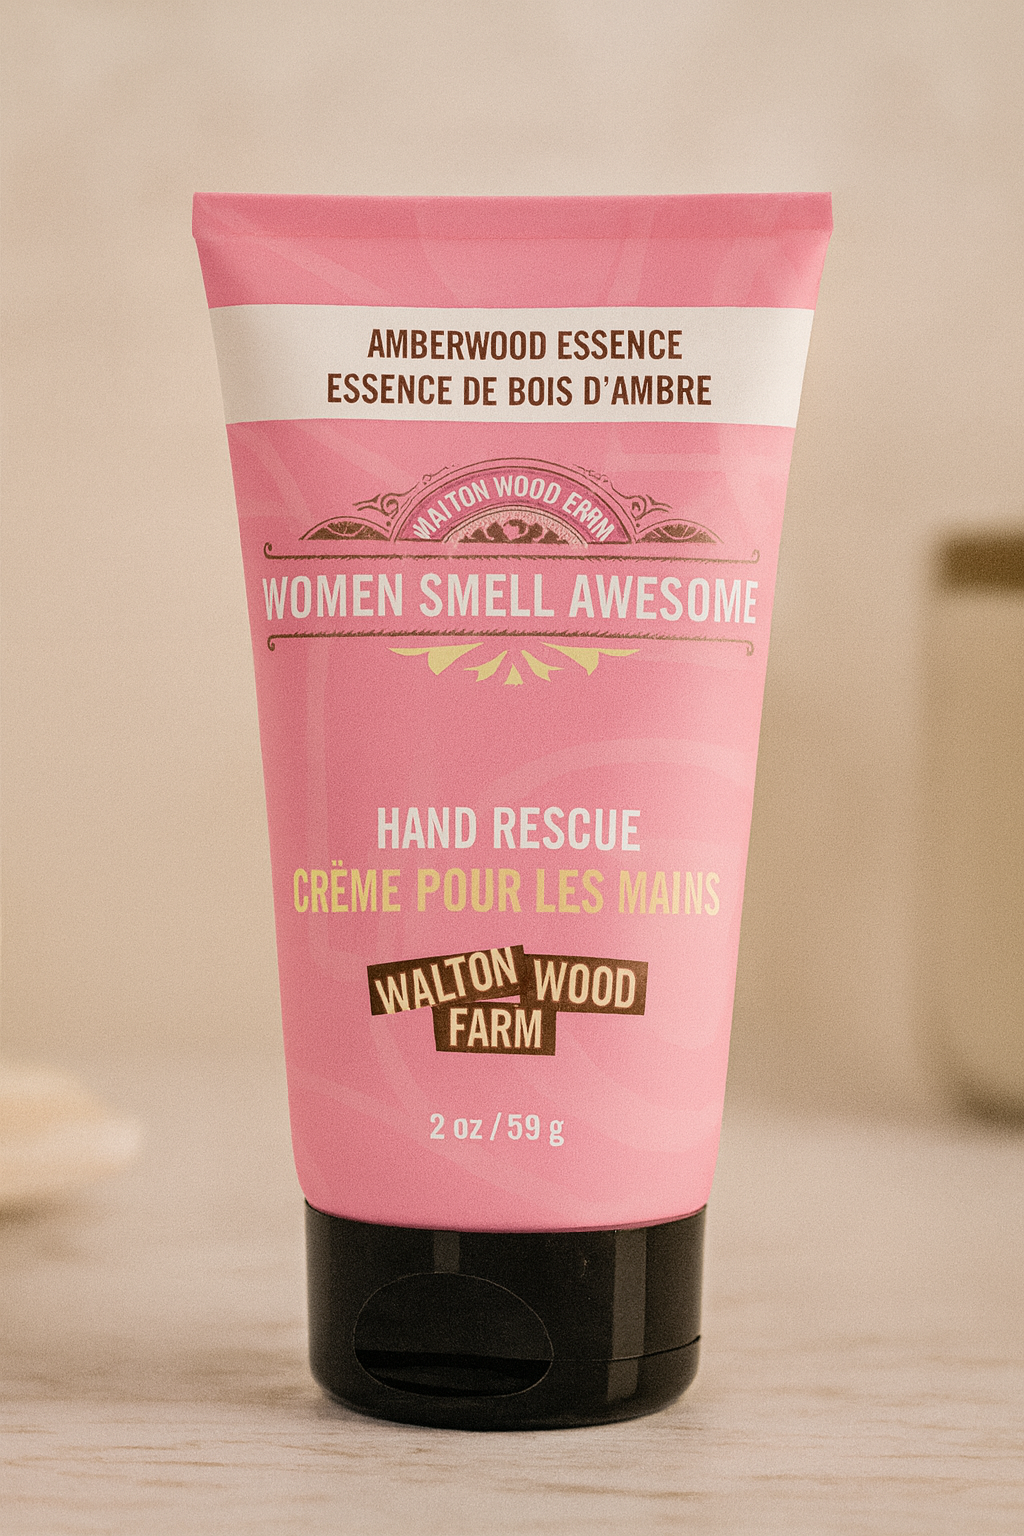 AMBERWOOD ESSENCE
ESSENCE DE BOIS D'AMBRE
MAITON WOOD ERRM
WOMEN SMELL AWESOME
HAND RESCUE
CRËME POUR LES MAINS
WALTON WOOD
FARM
2 oz / 59 g